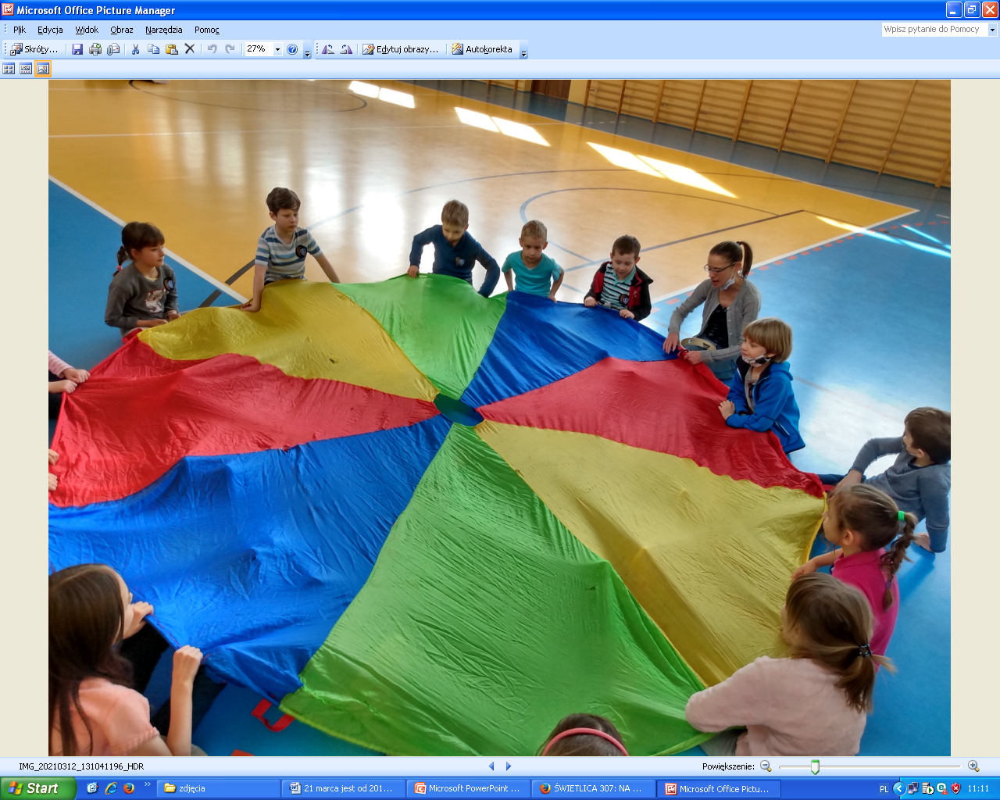 Microsoft Office Picture Manager
Plik Edycja Widok Obraz Narzędzia Pomoc
Wpisz pytanie do Pomocy
Skróty... 27% Edytuj obrazy... Autokorekta
IMG_20210312_131041196_HDR
Powiększenie:
Start zdjęcia 21 marca jest od 201... Microsoft PowerPoint ... ŚWIETLICA 307: NA ... Microsoft Office Pictu... PL 11:11